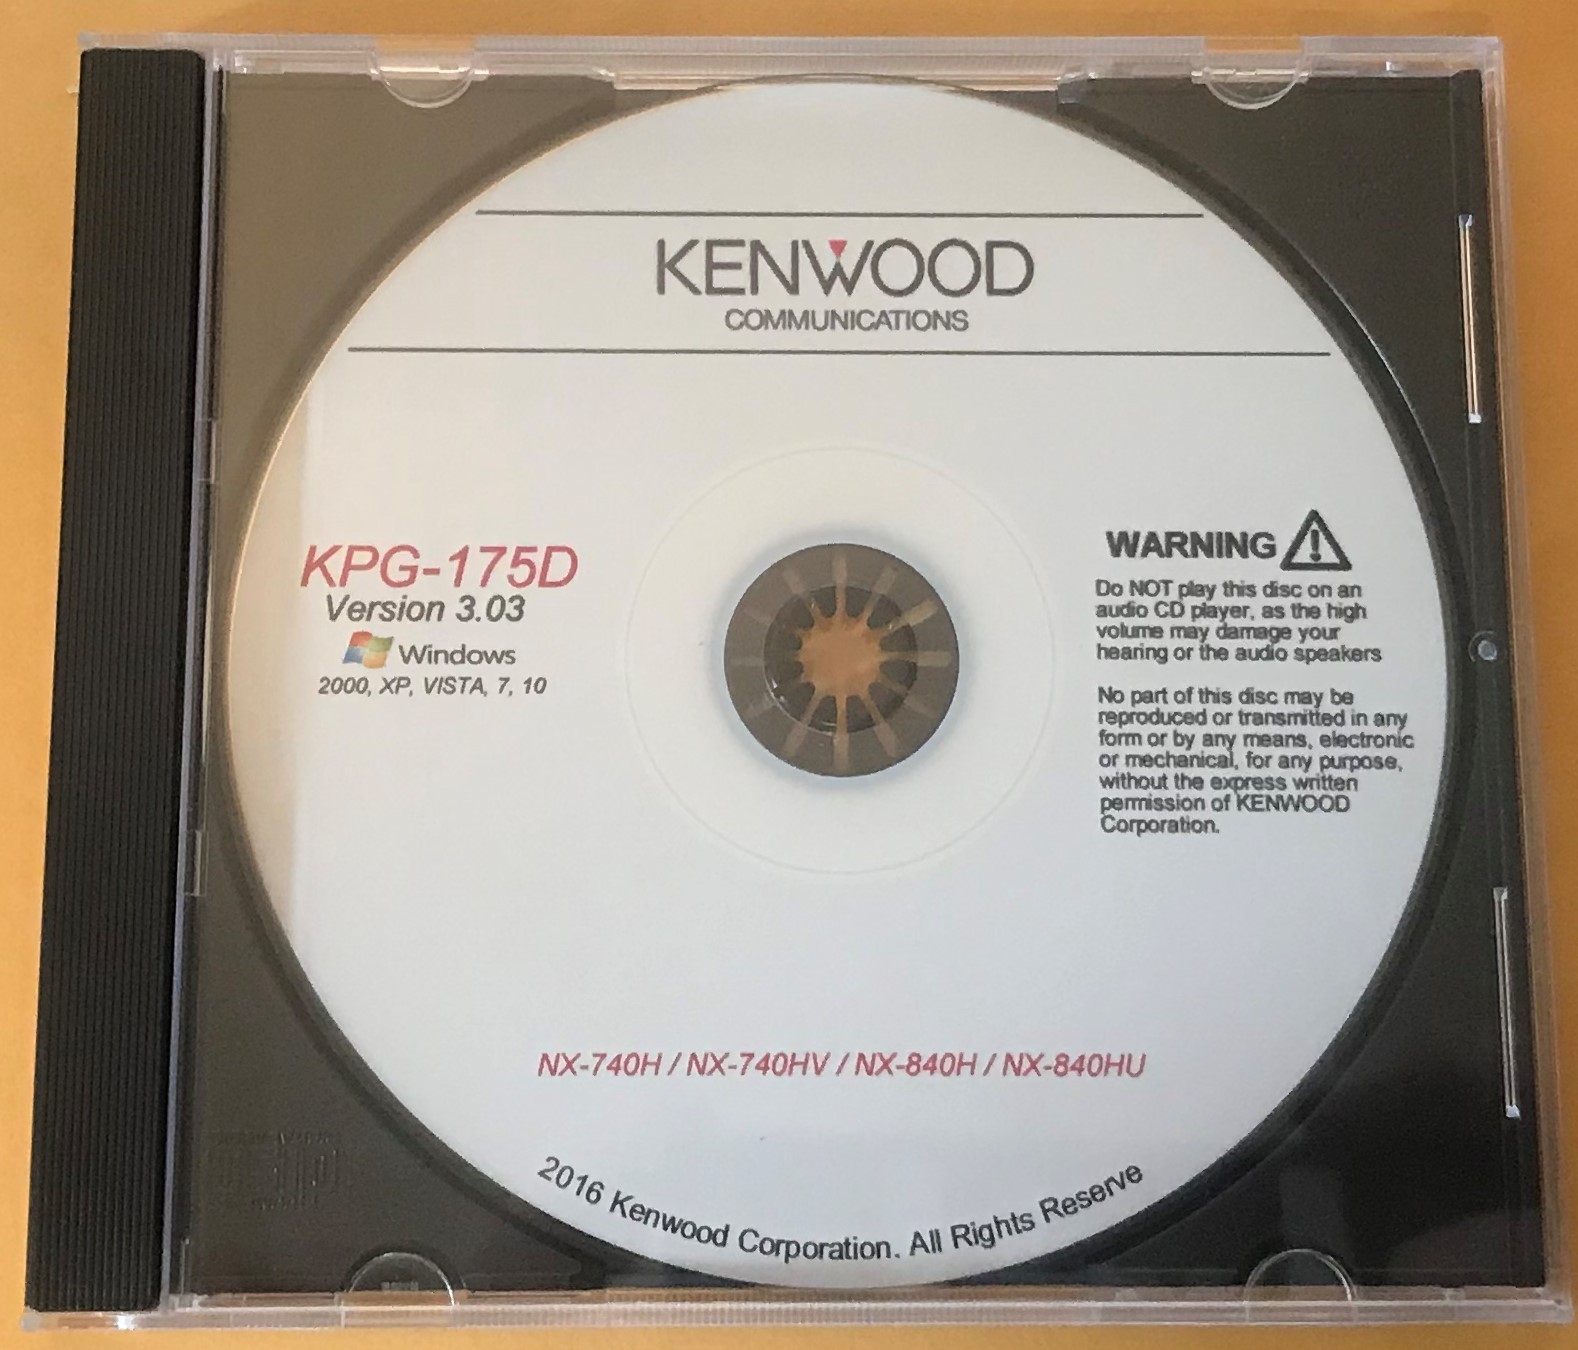 KENWOOD
COMMUNICATIONS
KPG-175D
Version 3.03
Windows
2000, XP, VISTA, 7, 10
WARNING
Do NOT play this disc on an
audio CD player, as the high
volume may damage your
hearing or the audio speakers
No part of this disc may be
reproduced or transmitted in any
form or by any means, electronic
or mechanical, for any purpose,
without the express written
permission of KENWOOD
Corporation.
NX-740H / NX-740HV / NX-840H / NX-840HU
2016 Kenwood Corporation. All Rights Reserve